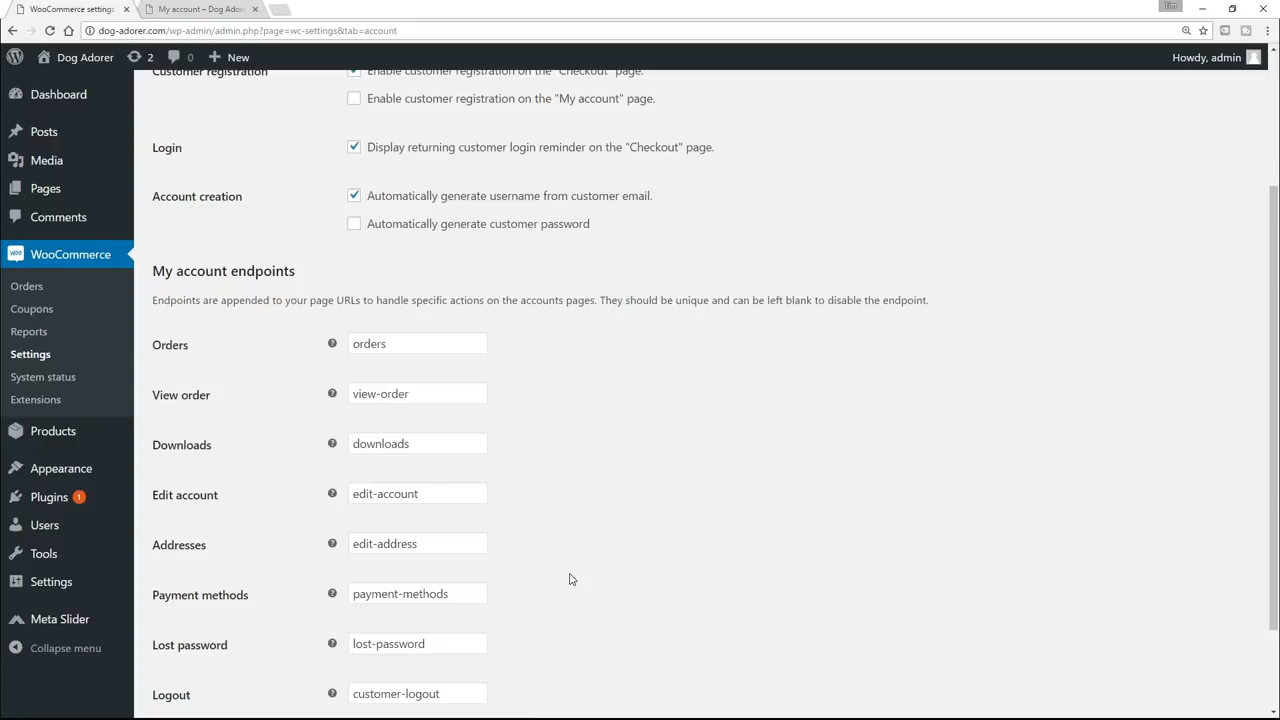 WooCommerce settings
My account – Dog Ador
Tim
dog-adorer.com/wp-admin/admin.php?page=wc-settings&tab=account
Dog Adorer
2
0
New
Howdy, admin
Dashboard
Posts
Media
Pages
Comments
WooCommerce
Orders
Coupons
Reports
Settings
System status
Extensions
Products
Appearance
Plugins 1
Users
Tools
Settings
Meta Slider
Collapse menu
Customer registration
Enable customer registration on the "Checkout" page.
Enable customer registration on the "My account" page.
Login
Display returning customer login reminder on the "Checkout" page.
Account creation
Automatically generate username from customer email.
Automatically generate customer password
My account endpoints
Endpoints are appended to your page URLs to handle specific actions on the accounts pages. They should be unique and can be left blank to disable the endpoint.
Orders orders
View order view-order
Downloads downloads
Edit account edit-account
Addresses edit-address
Payment methods payment-methods
Lost password lost-password
Logout customer-logout